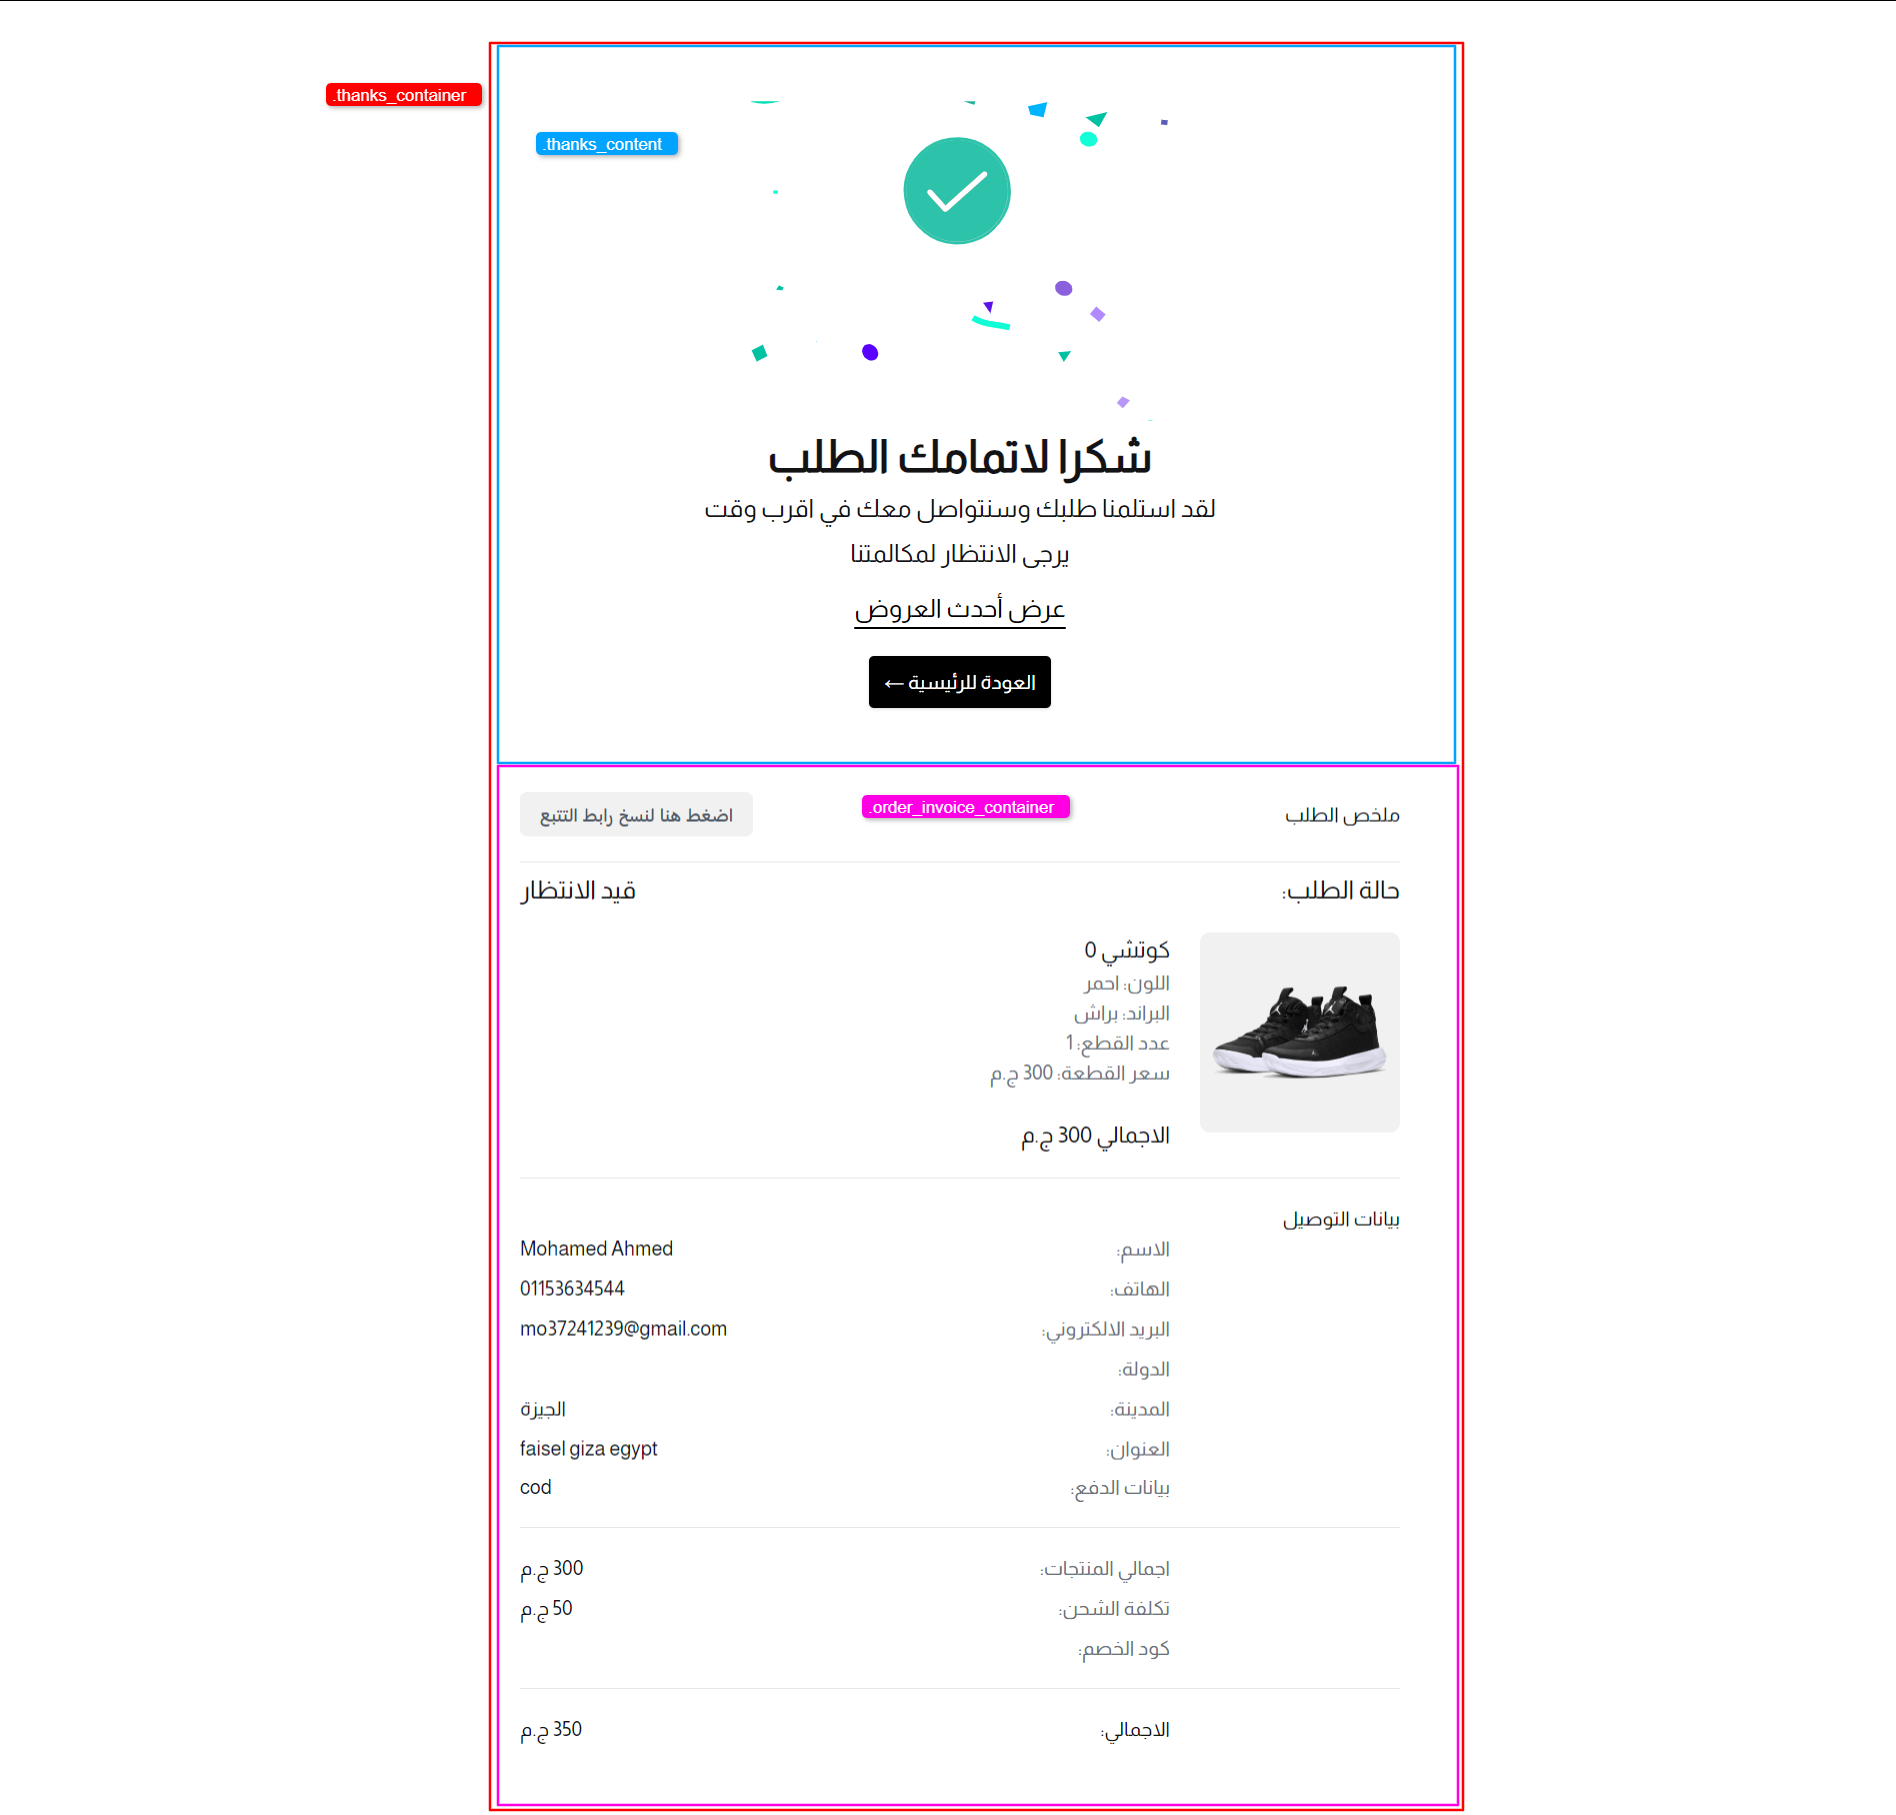 .thanks_container
.thanks_content
شكرا لاتمامك الطلب
لقد استلمنا طلبك وسنتواصل معك في اقرب وقت
يرجى الانتظار لمكالمتنا
عرض أحدث العروض
العودة للرئيسية ←
.order_invoice_container
ملخص الطلب
اضغط هنا لنسخ رابط التتبع
حالة الطلب: قيد الانتظار
كوتشي 0
اللون: احمر
البراند: براش
عدد القطع: 1
سعر القطعة: 300 ج.م
الاجمالي 300 ج.م
بيانات التوصيل
الاسم: Mohamed Ahmed
الهاتف: 01153634544
البريد الالكتروني: mo37241239@gmail.com
الدولة:
المدينة: الجيزة
العنوان: faisel giza egypt
بيانات الدفع: cod
اجمالي المنتجات: 300 ج.م
تكلفة الشحن: 50 ج.م
كود الخصم:
الاجمالي: 350 ج.م